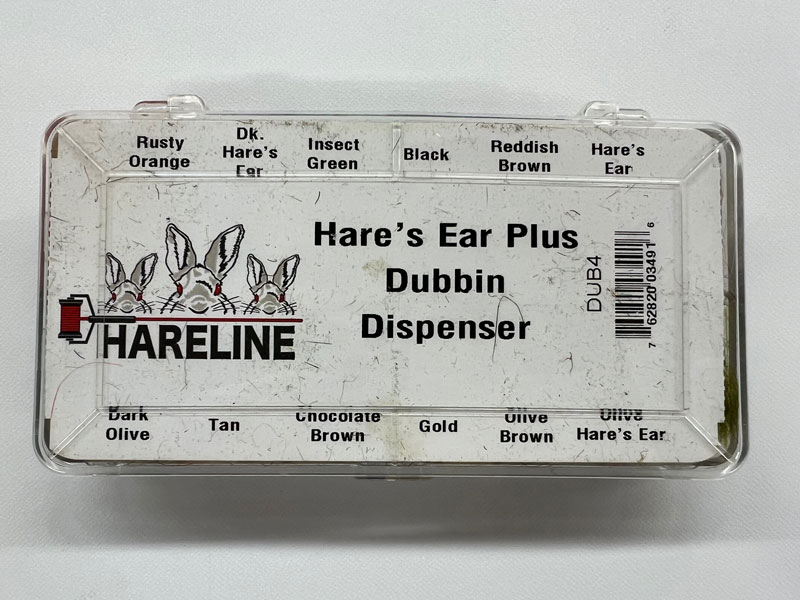 Rusty
Orange
Dk.
Hare's
Ear
Insect
Green
Black
Reddish
Brown
Hare's
Ear
Hare's Ear Plus
Dubbin
Dispenser
HARELINE
DUB4
7 62820 03491 6
Dark
Olive
Tan
Chocolate
Brown
Gold
Olive
Brown
Olive
Hare's Ear